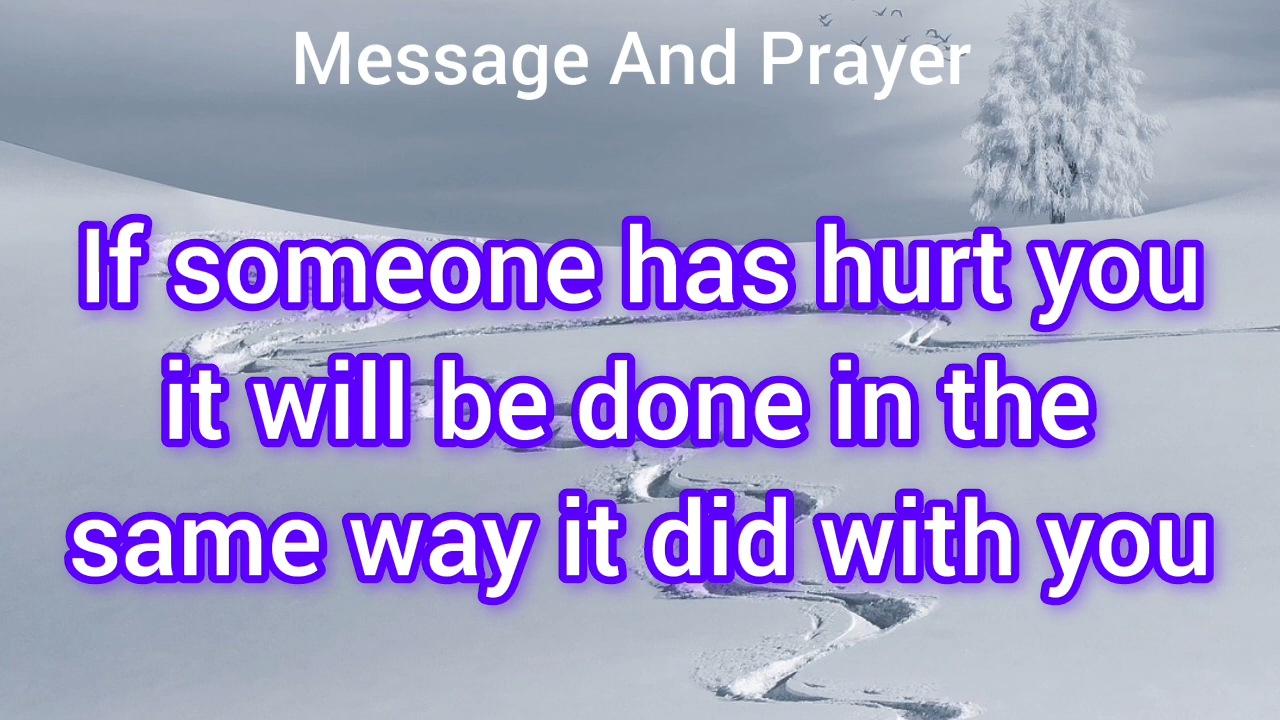 Message And Prayer
If someone has hurt you
it will be done in the
same way it did with you